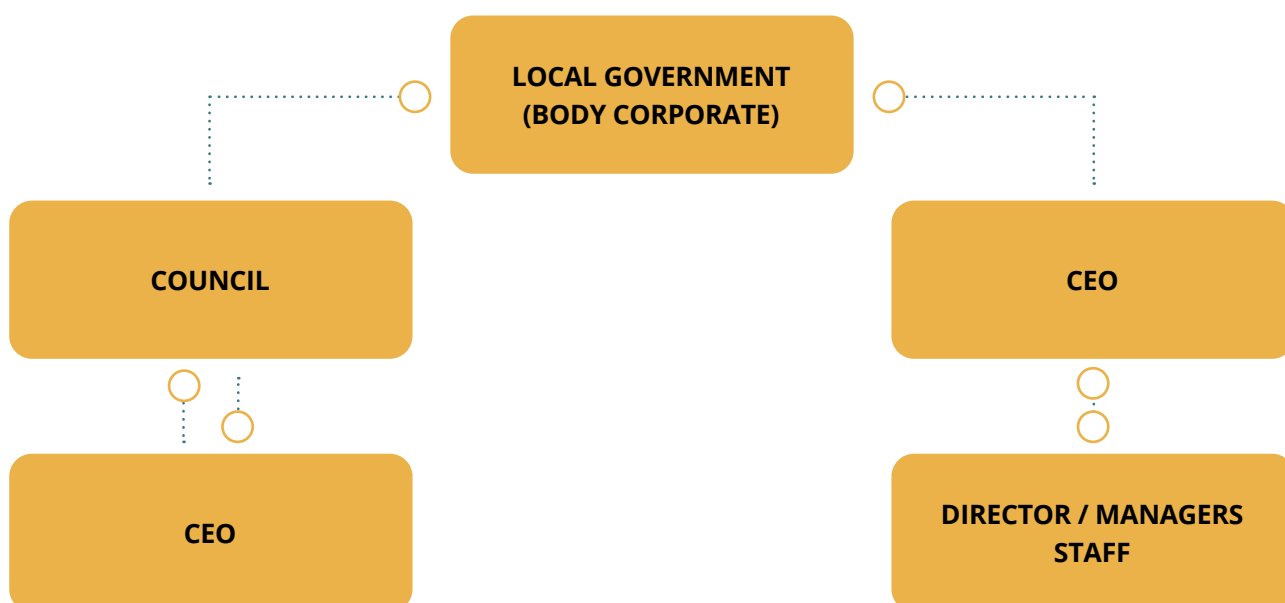 LOCAL GOVERNMENT
(BODY CORPORATE)
COUNCIL
CEO
CEO
DIRECTOR / MANAGERS
STAFF